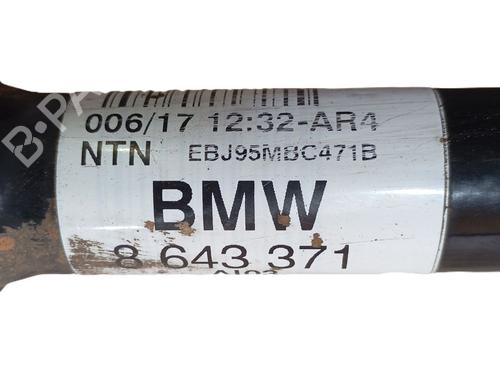 006/17 12:32-AR4
NTN EBJ95MBC471B
BMW
8 643 371